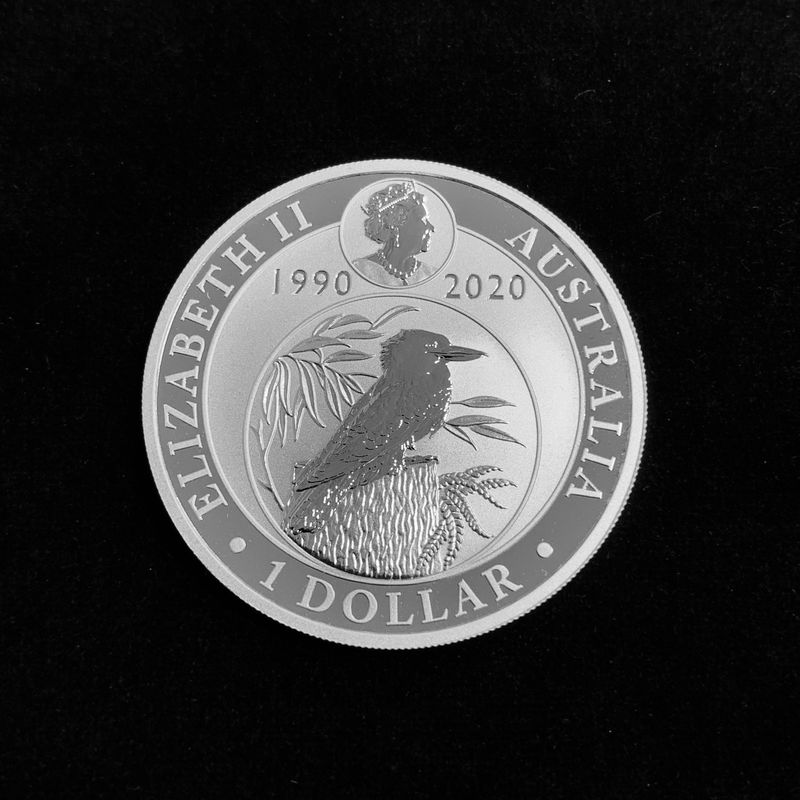 ELIZABETH II
AUSTRALIA
1990 2020
• 1 DOLLAR •